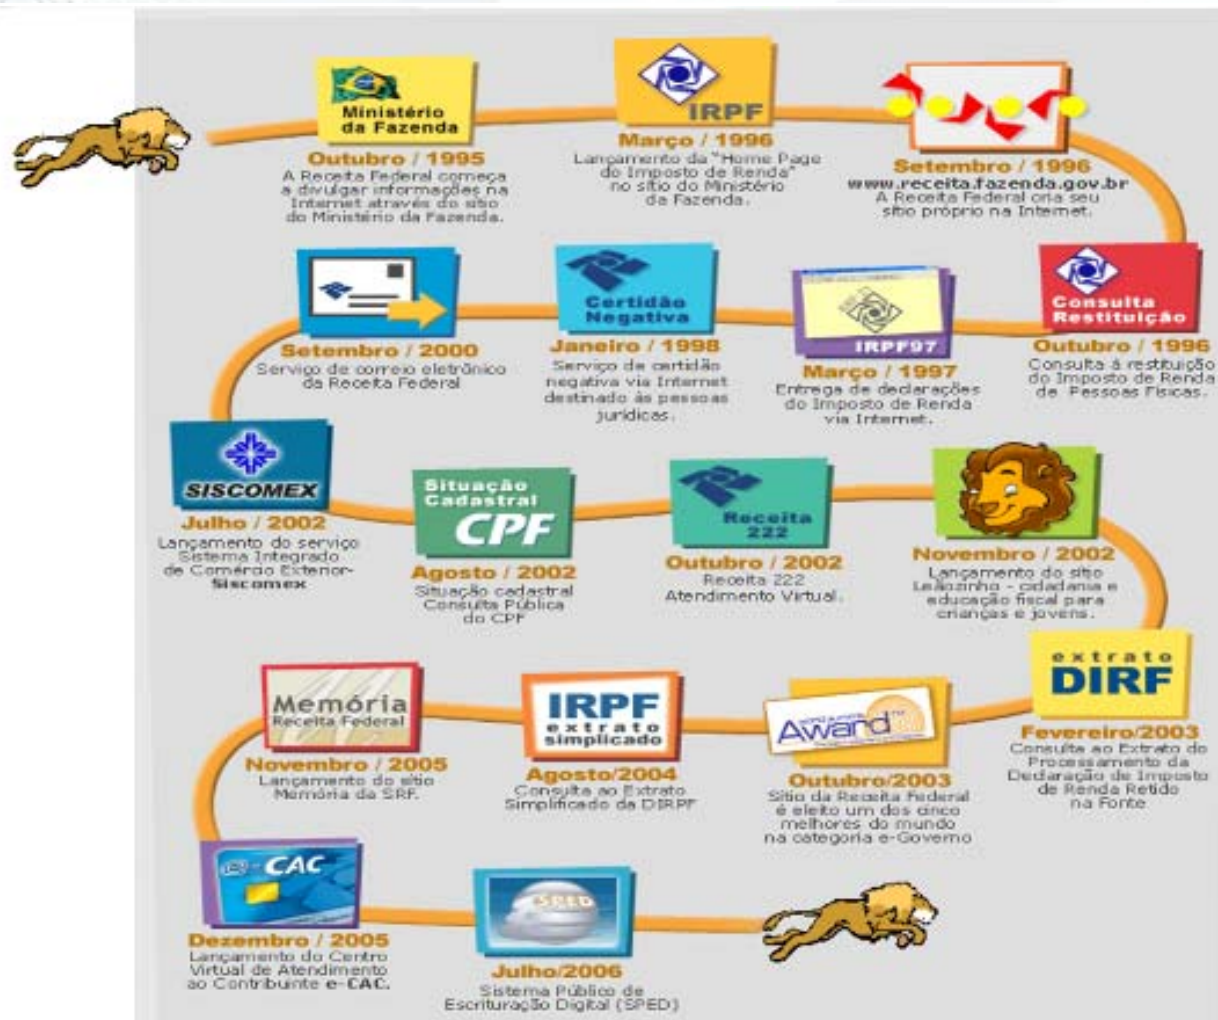 Ministério
da Fazenda
Outubro / 1995
A Receita Federal começa
a divulgar informações na
Internet através do sítio
do Ministério da Fazenda.
IRPF
Março / 1996
Lançamento da "Home Page
do Imposto de Renda"
no sítio do Ministério
da Fazenda.
Setembro / 1996
www.receita.fazenda.gov.br
A Receita Federal cria seu
sítio próprio na Internet.
Consulta
Restituição
Outubro / 1996
Consulta à restituição
do Imposto de Renda
de Pessoas Físicas.
IRPF97
Março / 1997
Entrega de declarações
do Imposto de Renda
via Internet.
Certidão
Negativa
Janeiro / 1998
Serviço de certidão
negativa via Internet
destinado às pessoas
jurídicas.
Setembro / 2000
Serviço de correio eletrônico
da Receita Federal
SISCOMEX
Julho / 2002
Lançamento do serviço
Sistema Integrado
de Comércio Exterior-
Siscomex
Situação
Cadastral
CPF
Agosto / 2002
Situação cadastral
Consulta Pública
do CPF
Receita
222
Outubro / 2002
Receita 222
Atendimento Virtual.
Novembro / 2002
Lançamento do sítio
Leãozinho - cidadania e
educação fiscal para
crianças e jovens.
extrato
DIRF
Fevereiro/2003
Consulta ao Extrato do
Processamento da
Declaração de Imposto
de Renda Retido
na Fonte
Award
Outubro/2003
Sítio da Receita Federal
é eleito um dos cinco
melhores do mundo
na categoria e-Governo
IRPF
extrato
simplicado
Agosto/2004
Consulta ao Extrato
Simplificado da DIRPF
Memória
Receita Federal
Novembro / 2005
Lançamento do sítio
Memória da SRF.
e-CAC
Dezembro / 2005
Lançamento do Centro
Virtual de Atendimento
ao Contribuinte e-CAC.
SPED
Julho/2006
Sistema Público de
Escrituração Digital (SPED)